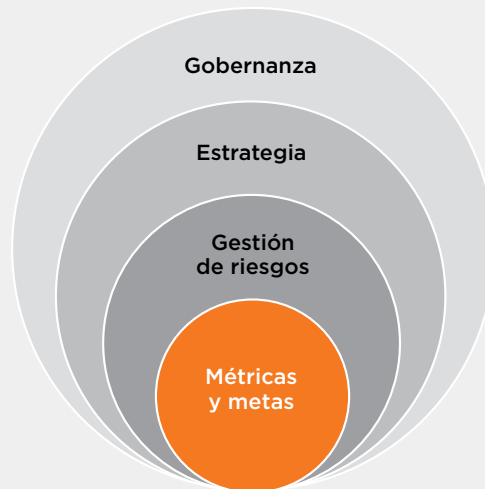 Gobernanza
Estrategia
Gestión
de riesgos
Métricas
y metas